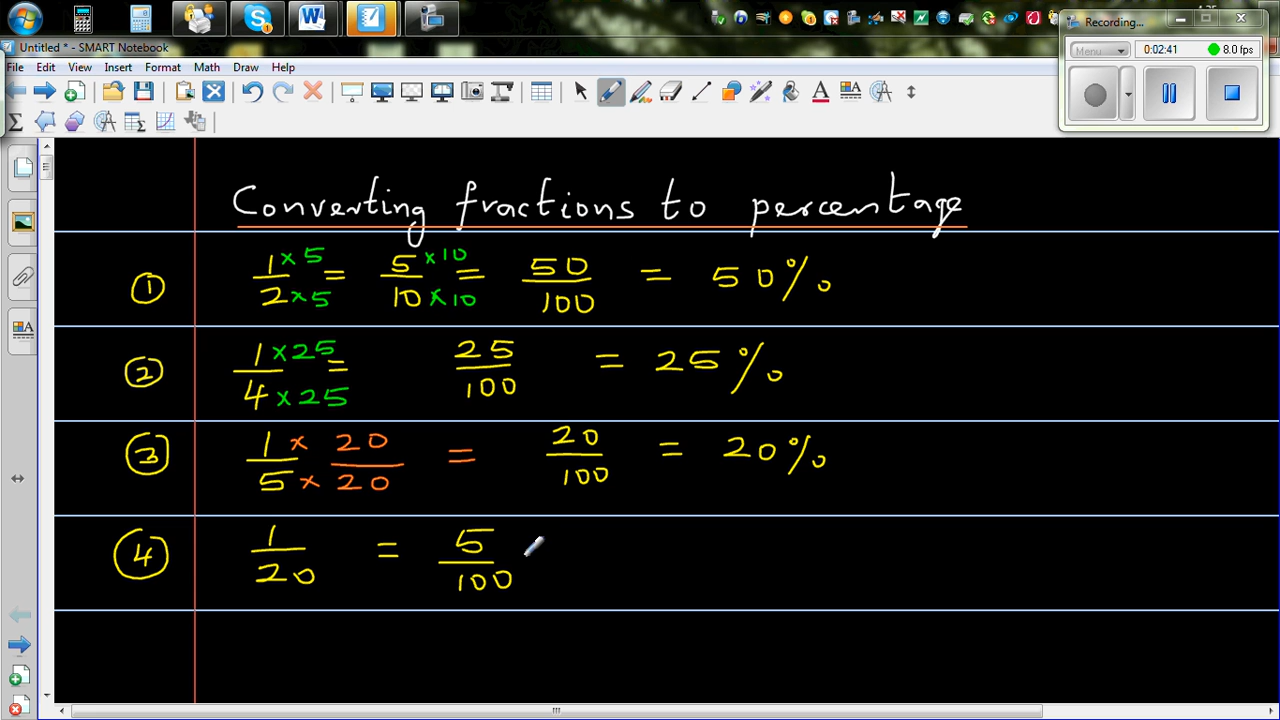 Recording...
Untitled * - SMART Notebook
Menu
0:02:41
8.0 fps
File Edit View Insert Format Math Draw Help
Converting fractions to percentage
① 1/2 ×5/×5 = 5/10 ×10/×10 = 50/100 = 50%
② 1/4 ×25/×25 = 25/100 = 25%
③ 1/5 × 20/× 20 = 20/100 = 20%
④ 1/20 = 5/100